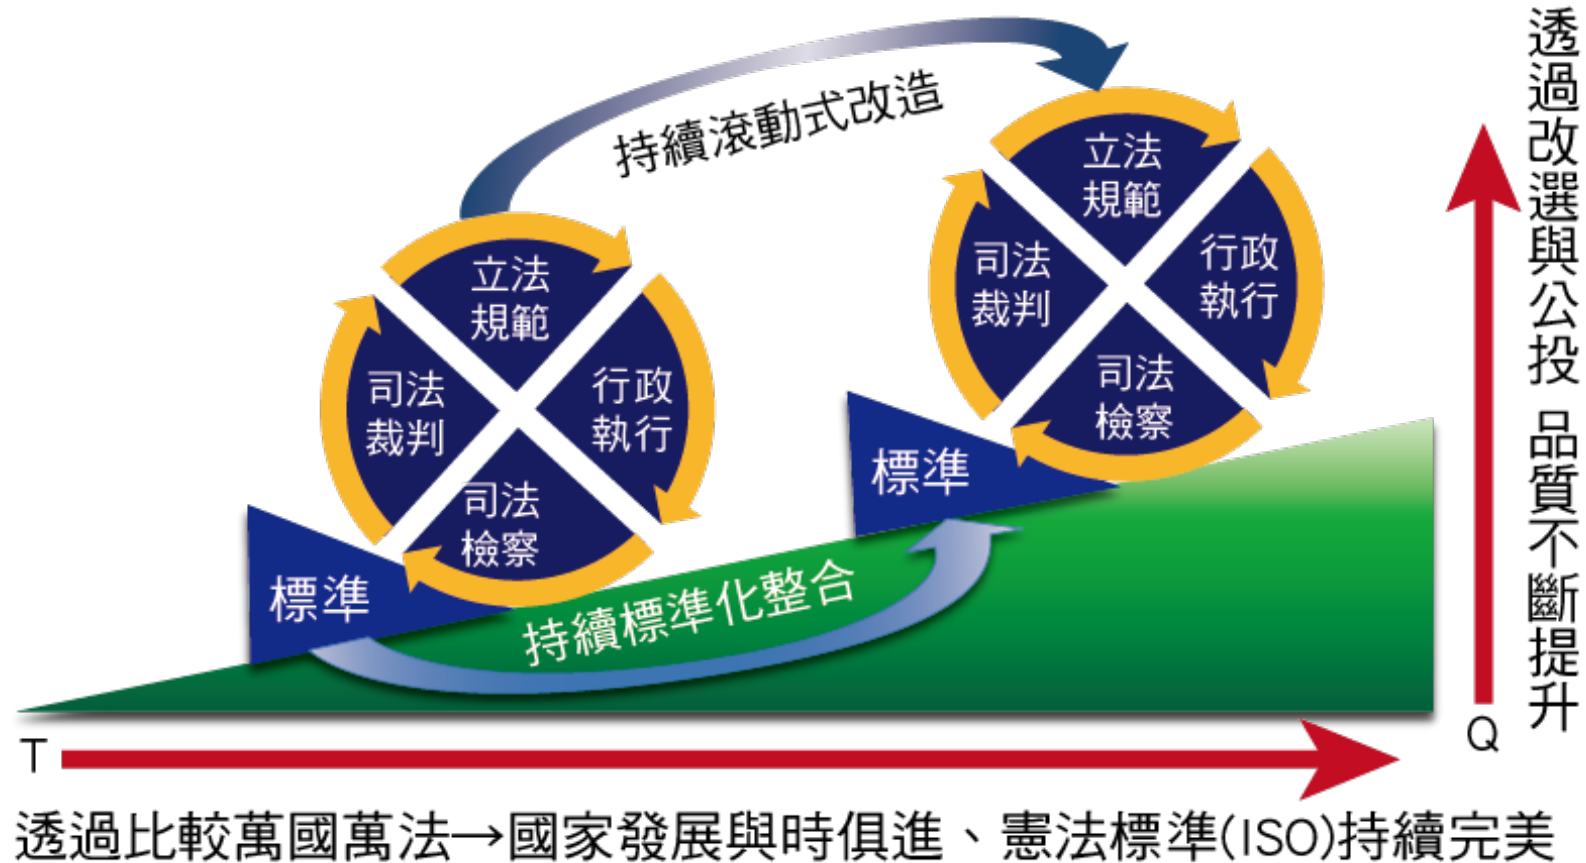 持續滾動式改造
立法
規範
行政
執行
司法
檢察
司法
裁判
標準
立法
規範
行政
執行
司法
檢察
司法
裁判
標準
持續標準化整合
透過改選與公投 品質不斷提升
Q
T
透過比較萬國萬法→國家發展與時俱進、憲法標準(ISO)持續完美